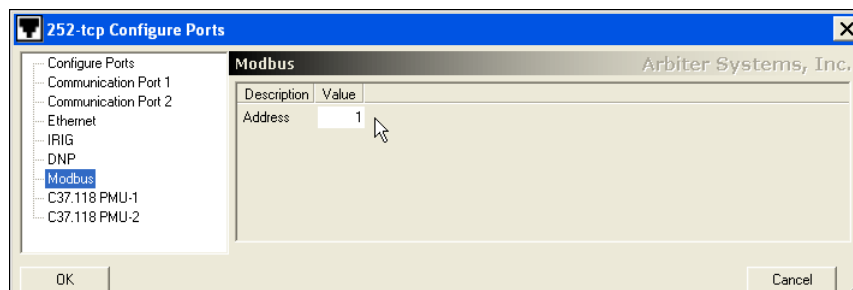 252-tcp Configure Ports
Configure Ports
Communication Port 1
Communication Port 2
Ethernet
IRIG
DNP
Modbus
C37.118 PMU-1
C37.118 PMU-2
Modbus
Arbiter Systems, Inc.
Description Value
Address 1
OK
Cancel